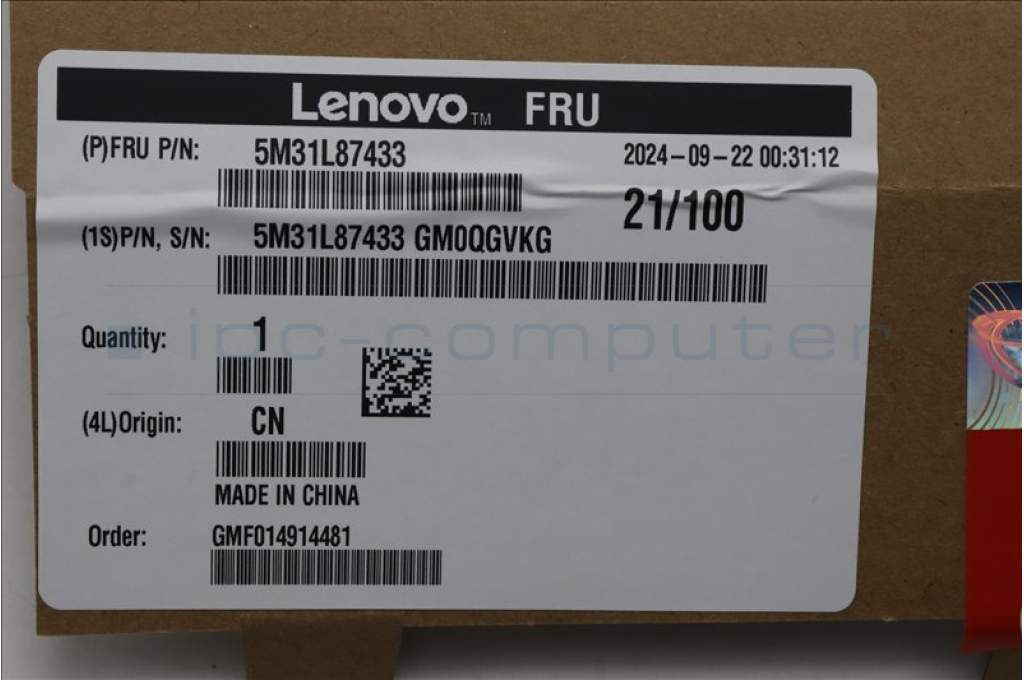 Lenovo™ FRU
(P)FRU P/N: 5M31L87433
2024-09-22 00:31:12
21/100
(1S)P/N, S/N: 5M31L87433 GM0QGVKG
Quantity: 1
ipc-computer
(4L)Origin: CN
MADE IN CHINA
Order: GMF014914481